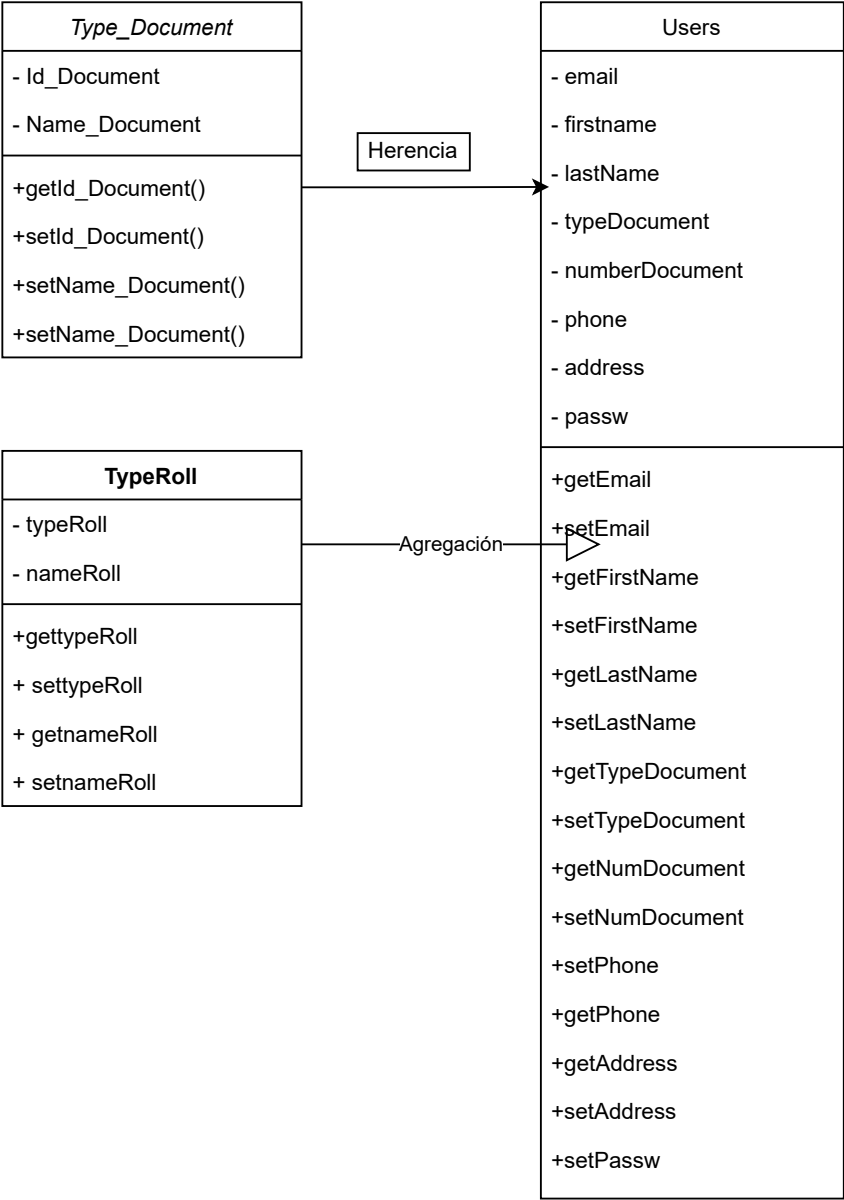 Type_Document
- Id_Document
- Name_Document
+getId_Document()
+setId_Document()
+setName_Document()
+setName_Document()
Herencia
Users
- email
- firstname
- lastName
- typeDocument
- numberDocument
- phone
- address
- passw
+getEmail
+setEmail
+getFirstName
+setFirstName
+getLastName
+setLastName
+getTypeDocument
+setTypeDocument
+getNumDocument
+setNumDocument
+setPhone
+getPhone
+getAddress
+setAddress
+setPassw
TypeRoll
- typeRoll
- nameRoll
+gettypeRoll
+ settypeRoll
+ getnameRoll
+ setnameRoll
Agregación